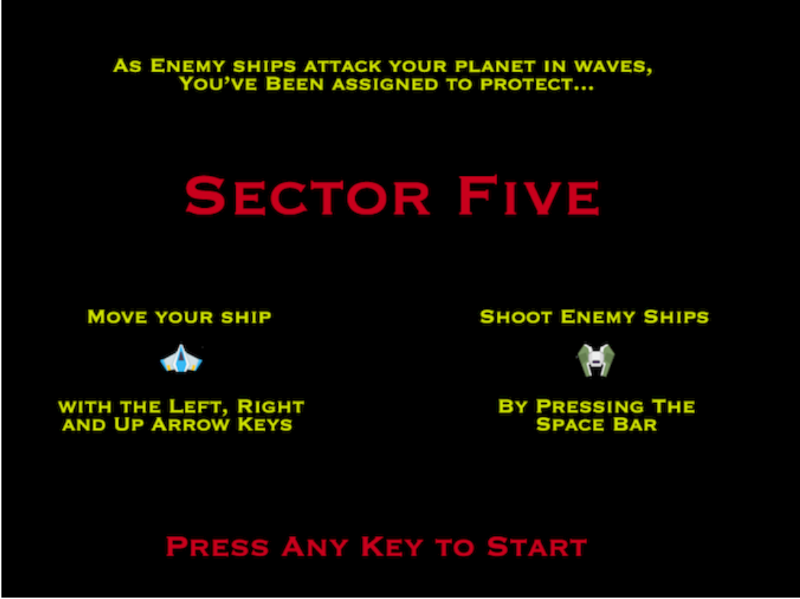 As Enemy ships attack your planet in waves,
You've Been assigned to protect...
Sector Five
Move your ship
with the Left, Right
and Up Arrow Keys
Shoot Enemy Ships
By Pressing The
Space Bar
Press Any Key to Start